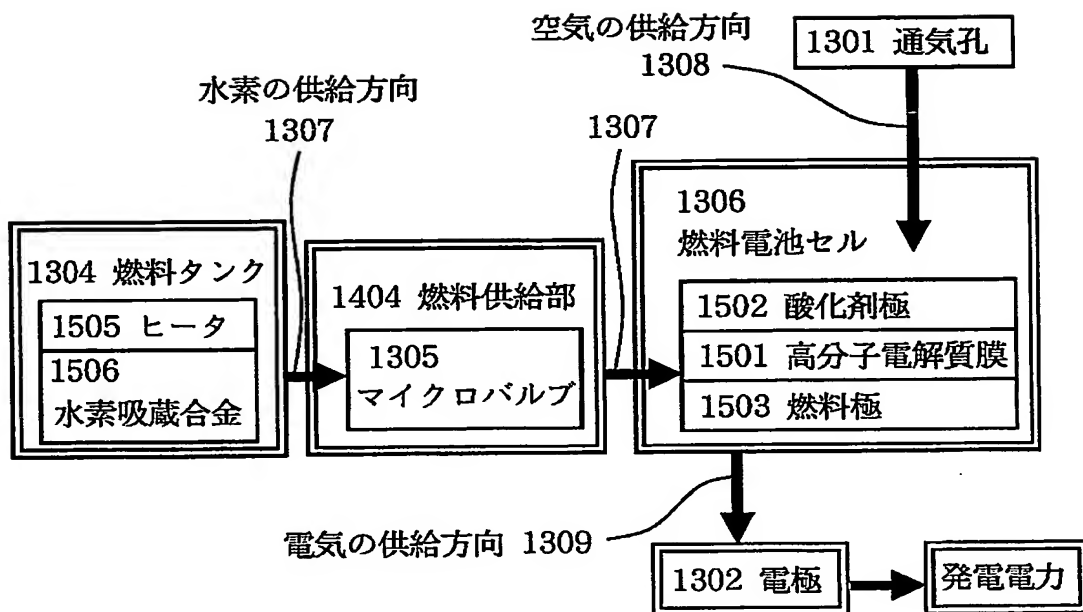 空気の供給方向
1308
1301 通気孔
水素の供給方向
1307
1307
1304 燃料タンク
1505 ヒータ
1506
水素吸蔵合金
1404 燃料供給部
1305
マイクロバルブ
1306
燃料電池セル
1502 酸化剤極
1501 高分子電解質膜
1503 燃料極
電気の供給方向 1309
1302 電極
発電電力